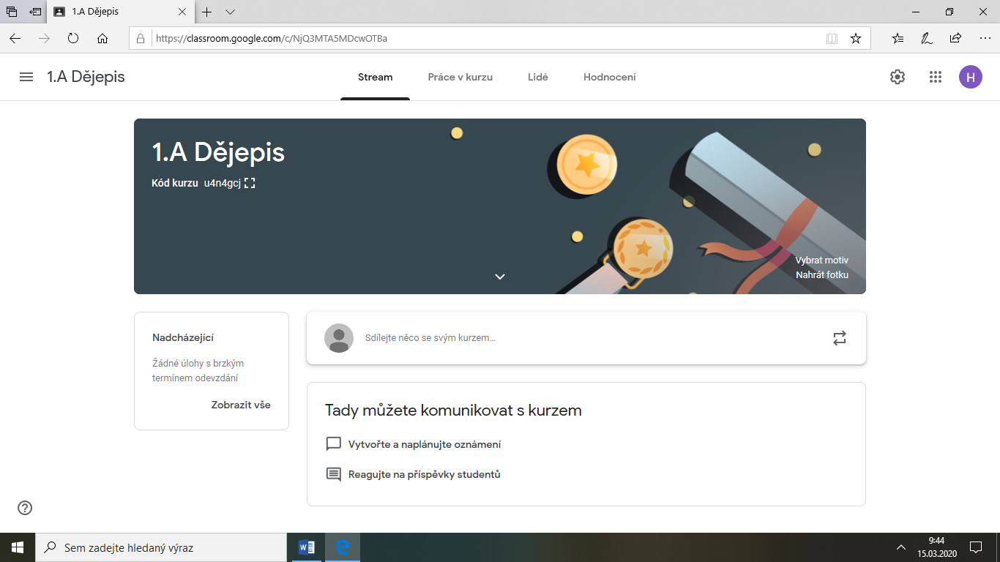 1.A Dějepis
https://classroom.google.com/c/NjQ3MTA5MDcwOTBa
1.A Dějepis
Stream
Práce v kurzu
Lidé
Hodnocení
H
1.A Dějepis
Kód kurzu u4n4gcj
Vybrat motiv
Nahrát fotku
Nadcházející
Žádné úlohy s brzkým
termínem odevzdání
Zobrazit vše
Sdílejte něco se svým kurzem…
Tady můžete komunikovat s kurzem
Vytvořte a naplánujte oznámení
Reagujte na příspěvky studentů
Sem zadejte hledaný výraz
9:44
15.03.2020